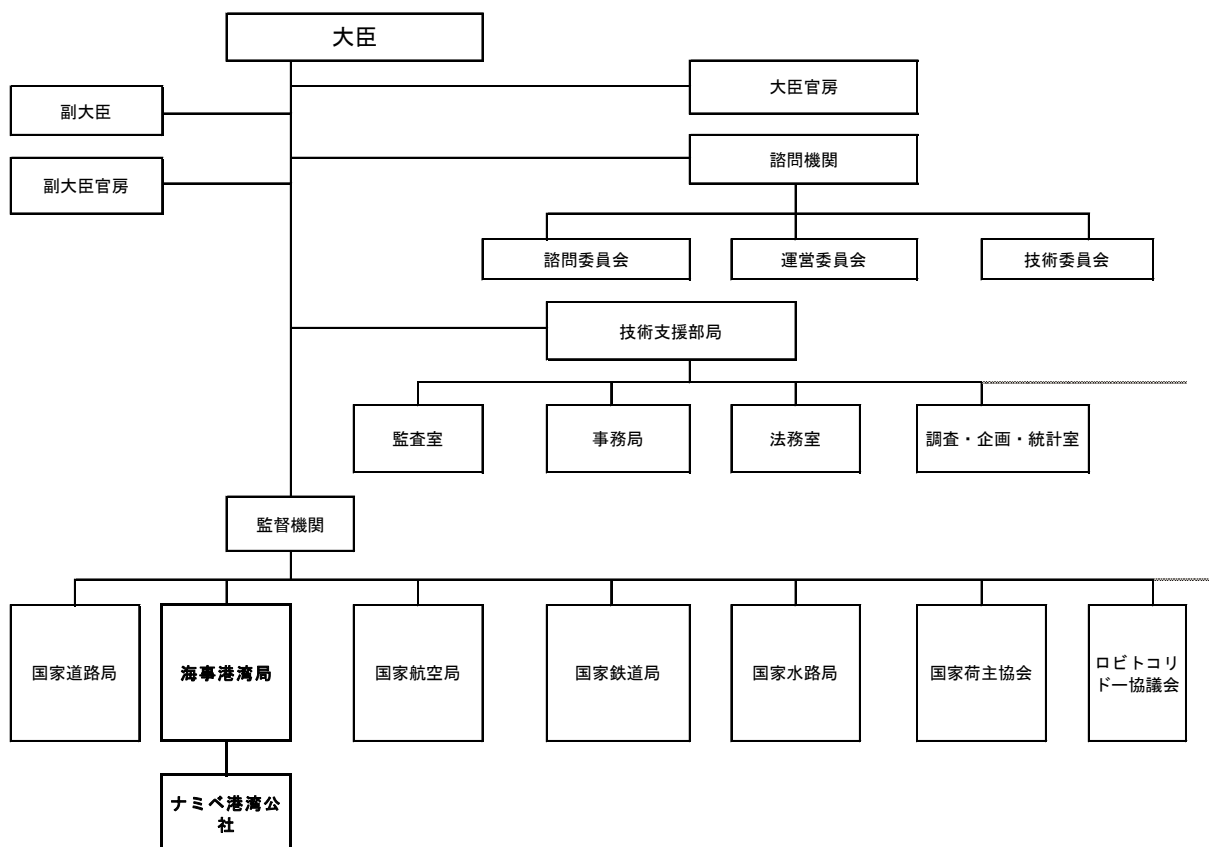 大臣
大臣官房
副大臣
諮問機関
副大臣官房
諮問委員会
運営委員会
技術委員会
技術支援部局
監査室
事務局
法務室
調査・企画・統計室
監督機関
国家道路局
海事港湾局
国家航空局
国家鉄道局
国家水路局
国家荷主協会
ロビトコリ
ドー協議会
ナミベ港湾公
社